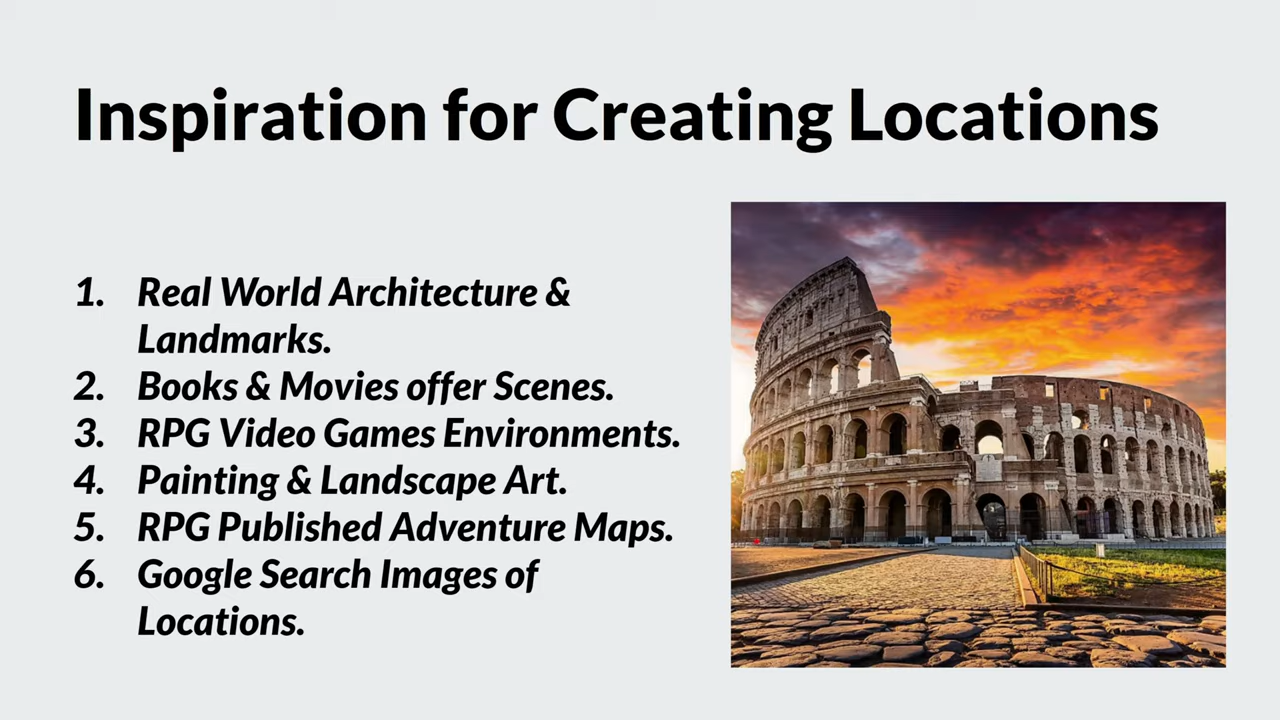 Inspiration for Creating Locations
1. Real World Architecture &
Landmarks.
2. Books & Movies offer Scenes.
3. RPG Video Games Environments.
4. Painting & Landscape Art.
5. RPG Published Adventure Maps.
6. Google Search Images of
Locations.